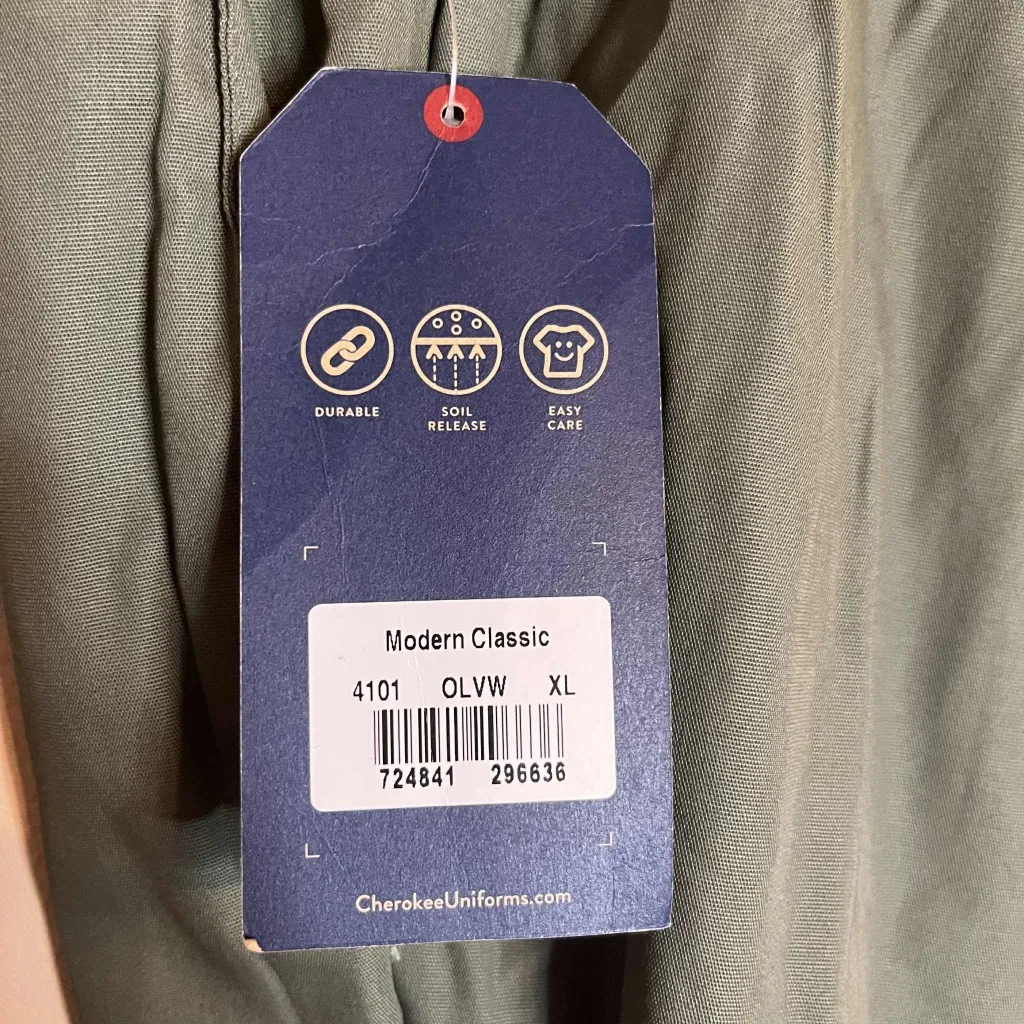 DURABLE
SOIL
RELEASE
EASY
CARE
Modern Classic
4101 OLVW XL
724841 296636
CherokeeUniforms.com